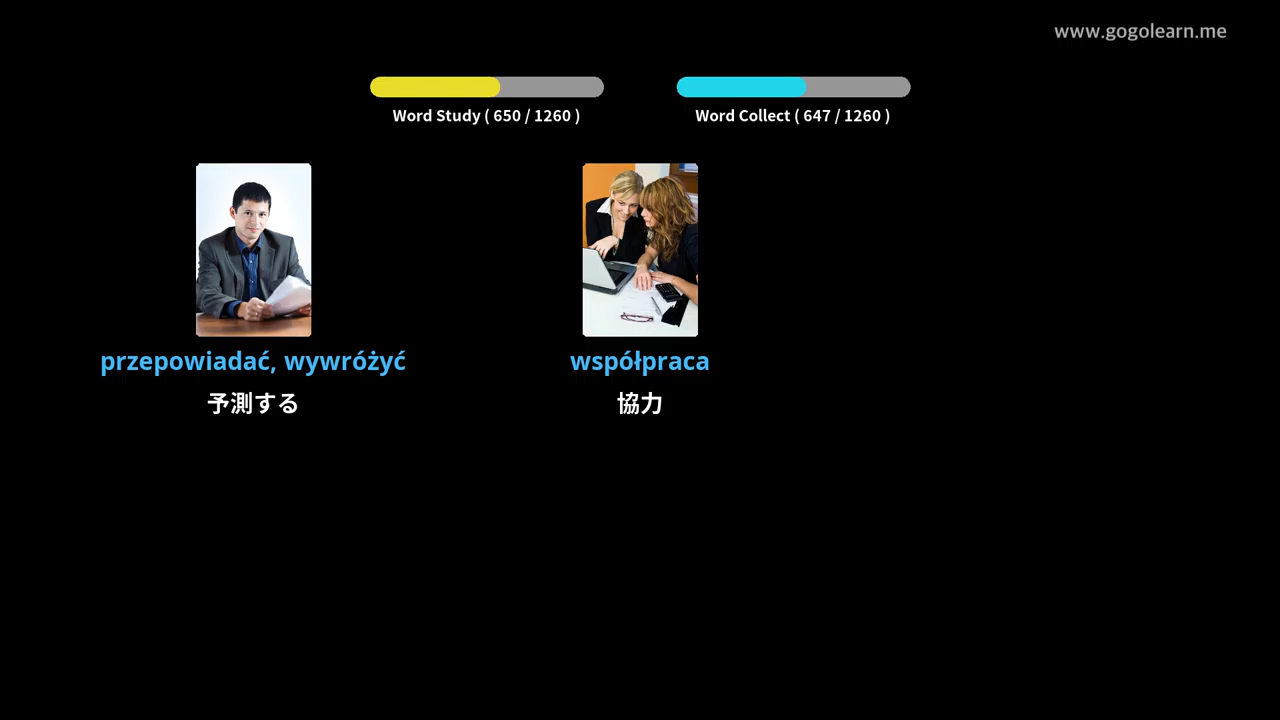 www.gogolearn.me
Word Study ( 650 / 1260 )
Word Collect ( 647 / 1260 )
przepowiadać, wywróżyć
współpraca
予測する
協力